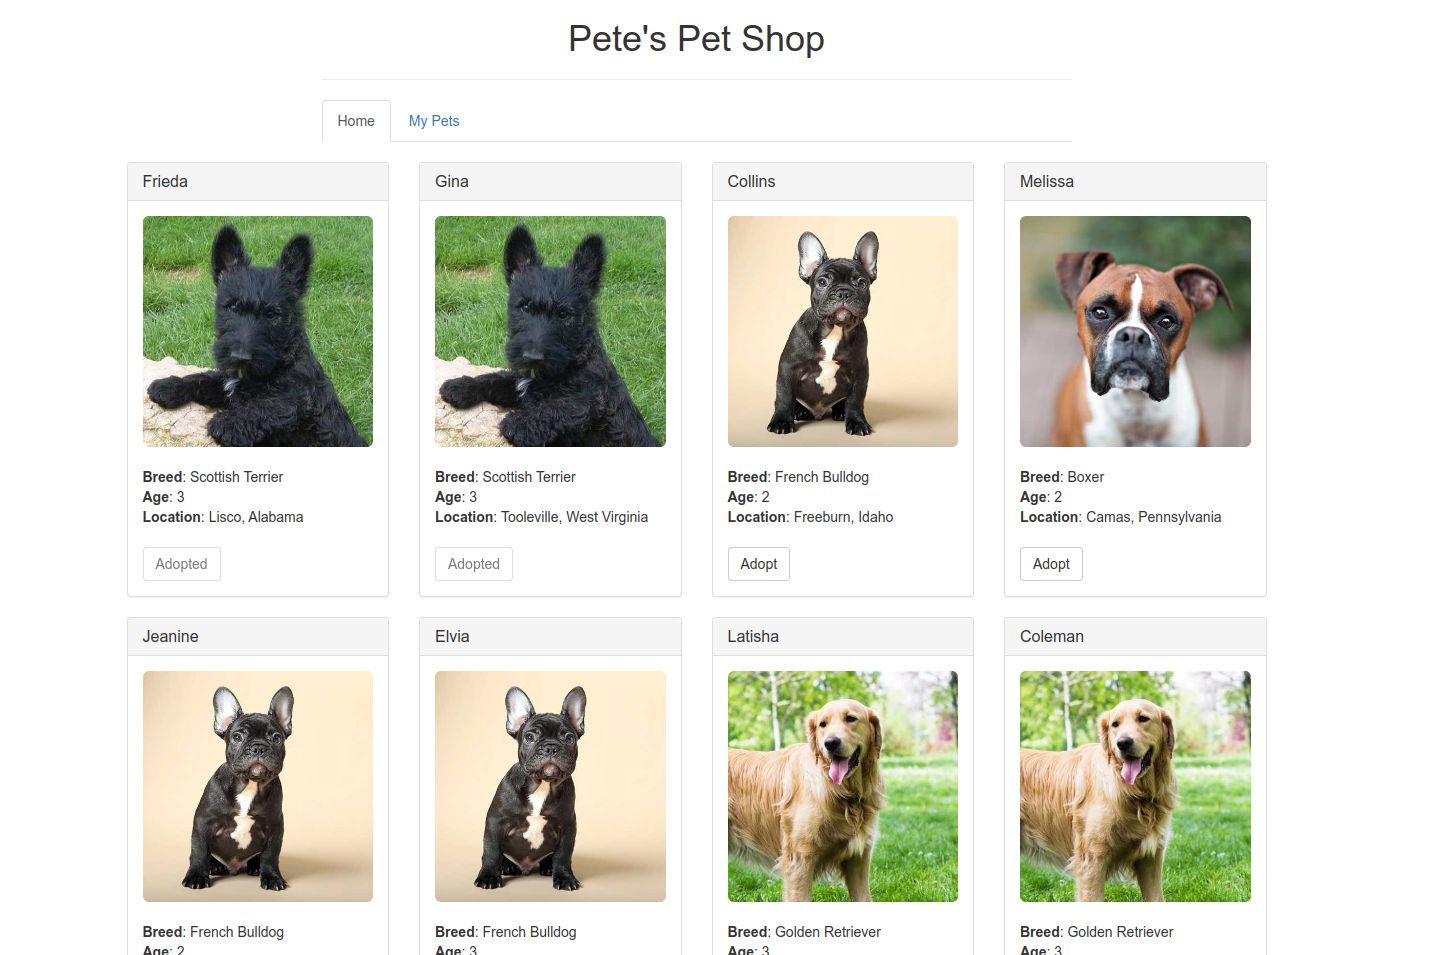 Pete's Pet Shop
Home
My Pets
Frieda
Breed: Scottish Terrier
Age: 3
Location: Lisco, Alabama
Adopted
Gina
Breed: Scottish Terrier
Age: 3
Location: Tooleville, West Virginia
Adopted
Collins
Breed: French Bulldog
Age: 2
Location: Freeburn, Idaho
Adopt
Melissa
Breed: Boxer
Age: 2
Location: Camas, Pennsylvania
Adopt
Jeanine
Breed: French Bulldog
Age: 2
Elvia
Breed: French Bulldog
Age: 3
Latisha
Breed: Golden Retriever
Age: 3
Coleman
Breed: Golden Retriever
Age: 3